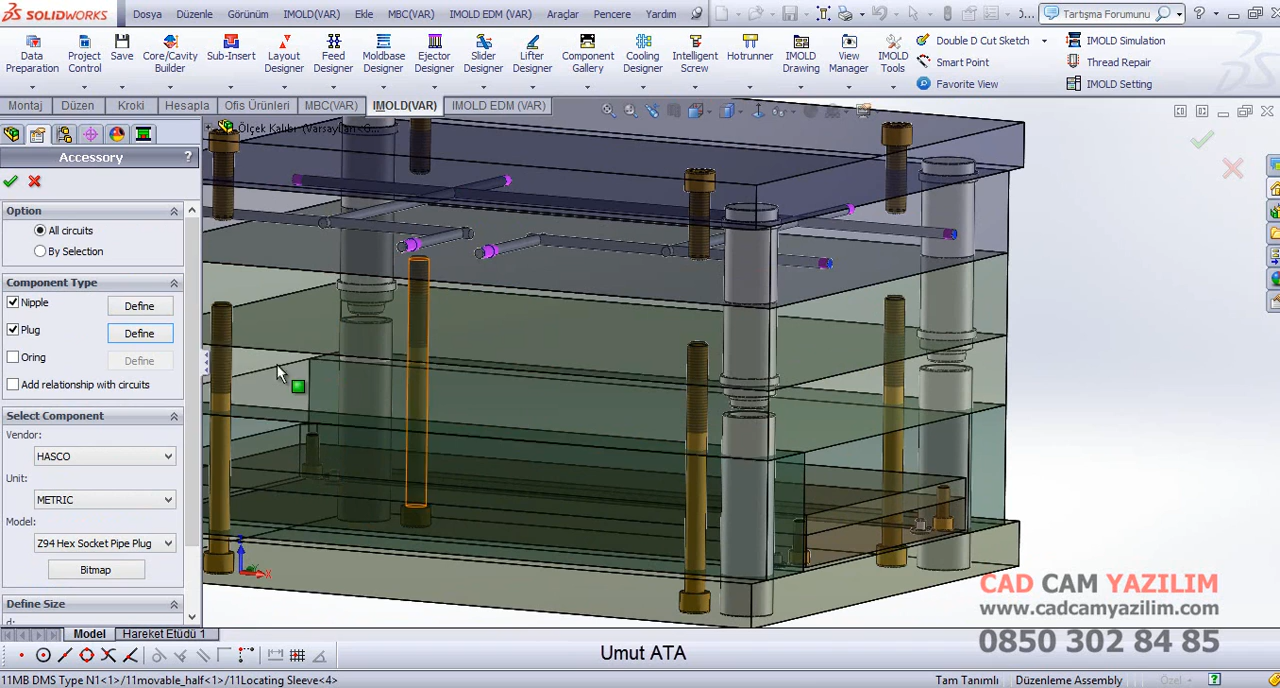 SOLIDWORKS
Dosya Düzenle Görünüm IMOLD(VAR) Ekle MBC(VAR) IMOLD EDM (VAR) Araçlar Pencere Yardım
Ö... Tartışma Forumunu
Data Preparation
Project Control
Save
Core/Cavity Builder
Sub-Insert
Layout Designer
Feed Designer
Moldbase Designer
Ejector Designer
Slider Designer
Lifter Designer
Component Gallery
Cooling Designer
Intelligent Screw
Hotrunner
IMOLD Drawing
View Manager
IMOLD Tools
Double D Cut Sketch
Smart Point
Favorite View
IMOLD Simulation
Thread Repair
IMOLD Setting
Montaj Düzen Kroki Hesapla Ofis Ürünleri MBC(VAR) IMOLD(VAR) IMOLD EDM (VAR)
Ölçek Kalıbı (Varsayılan<G...
Accessory ?
Option
All circuits
By Selection
Component Type
Nipple Define
Plug Define
Oring Define
Add relationship with circuits
Select Component
Vendor:
HASCO
Unit:
METRIC
Model:
Z94 Hex Socket Pipe Plug
Bitmap
Define Size
d:
Z
X
CAD CAM YAZILIM
www.cadcamyazilim.com
0850 302 84 85
Model Hareket Etüdü 1
Umut ATA
11MB DMS Type N1<1>/11movable_half<1>/11Locating Sleeve<4> Tam Tanımlı Düzenleme Assembly Özel